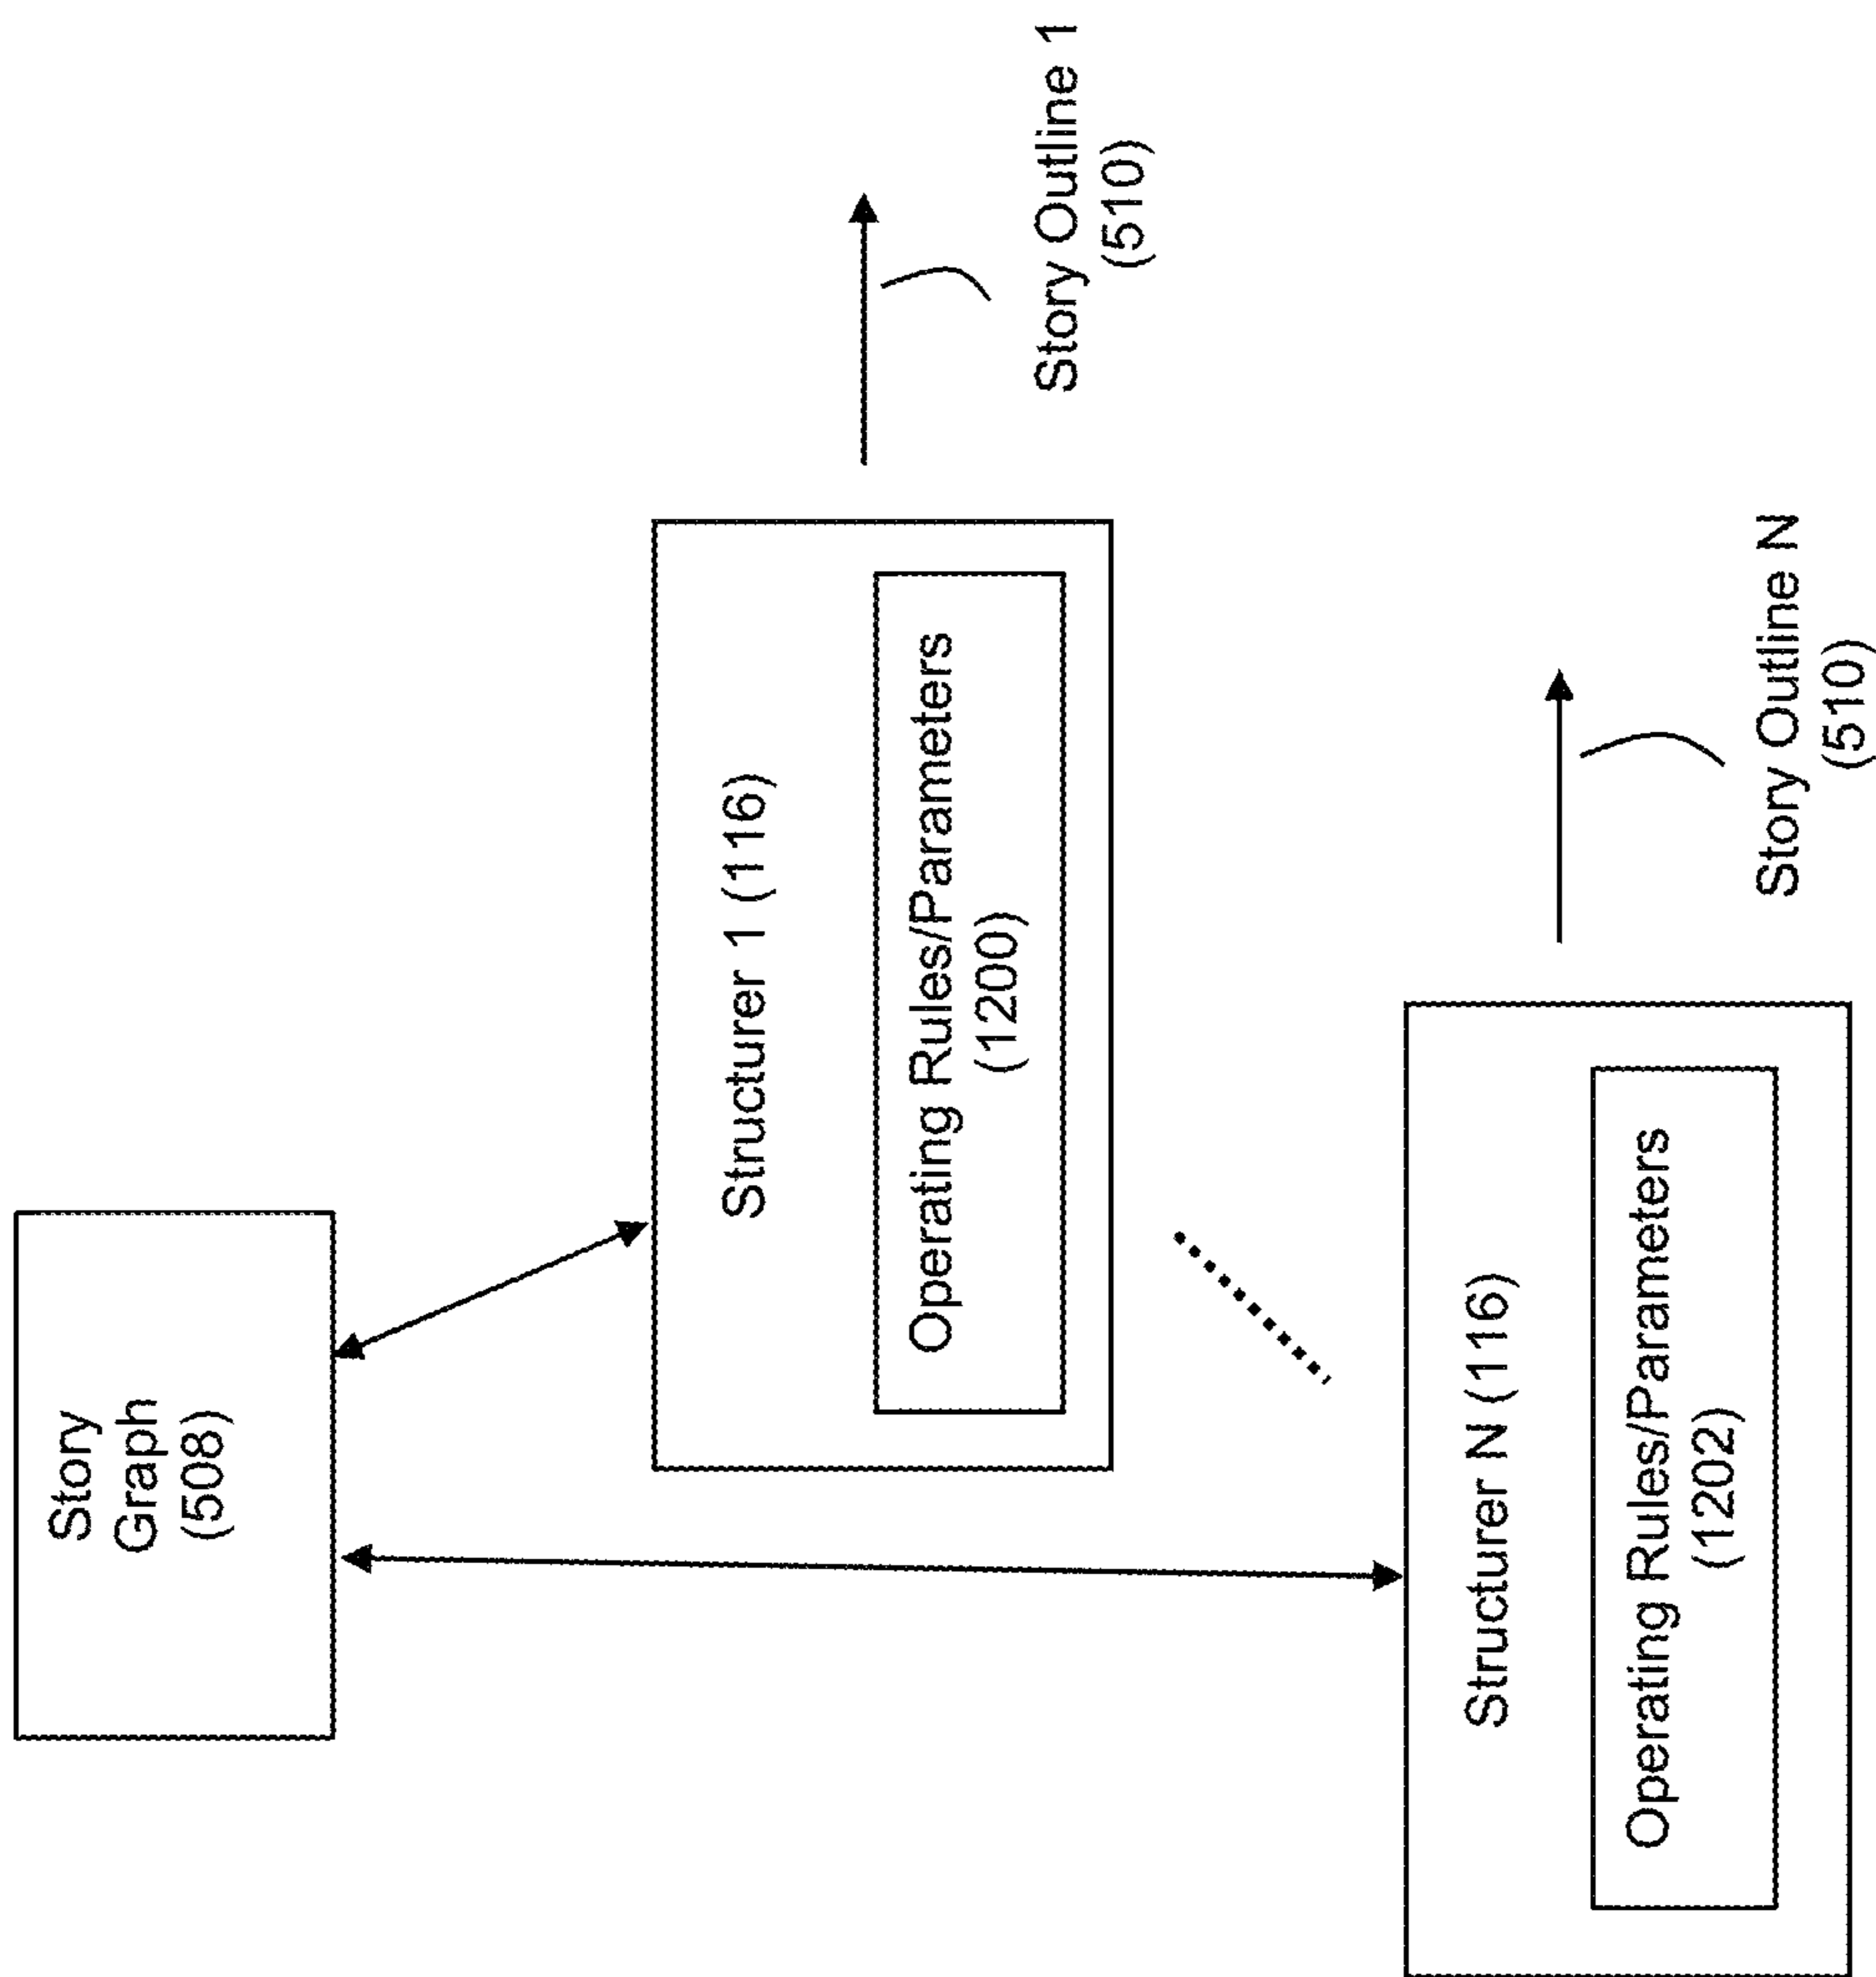 Story
Graph
(508)
Structurer 1 (116)
Operating Rules/Parameters
(1200)
Story Outline 1
(510)
Structurer N (116)
Operating Rules/Parameters
(1202)
Story Outline N
(510)